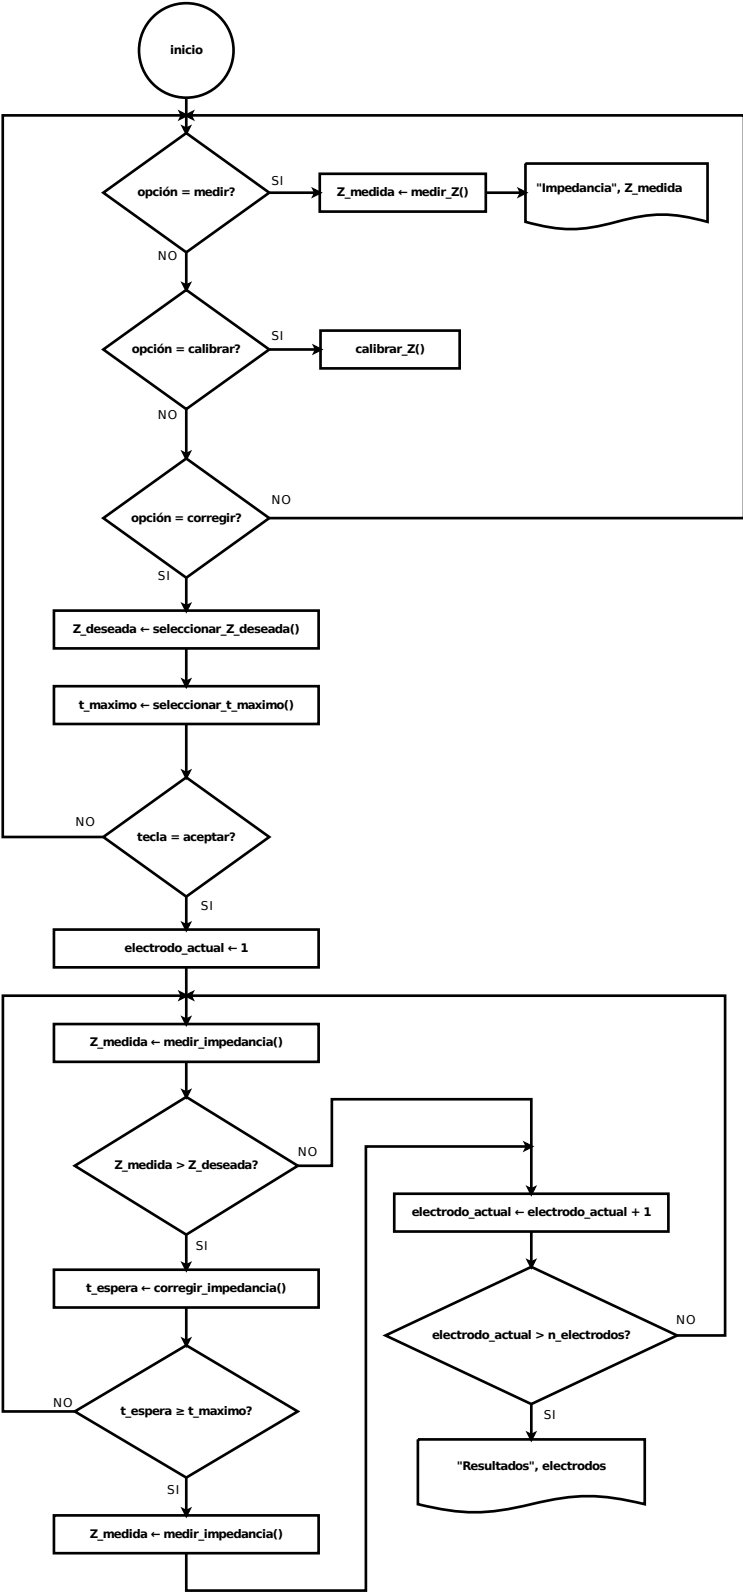 inicio
opción = medir?
SI
Z_medida ← medir_Z()
"Impedancia", Z_medida
NO
opción = calibrar?
SI
calibrar_Z()
NO
opción = corregir?
NO
SI
Z_deseada ← seleccionar_Z_deseada()
t_maximo ← seleccionar_t_maximo()
tecla = aceptar?
NO
SI
electrodo_actual ← 1
Z_medida ← medir_impedancia()
Z_medida > Z_deseada?
NO
SI
t_espera ← corregir_impedancia()
t_espera ≥ t_maximo?
NO
SI
Z_medida ← medir_impedancia()
electrodo_actual ← electrodo_actual + 1
electrodo_actual > n_electrodos?
NO
SI
"Resultados", electrodos